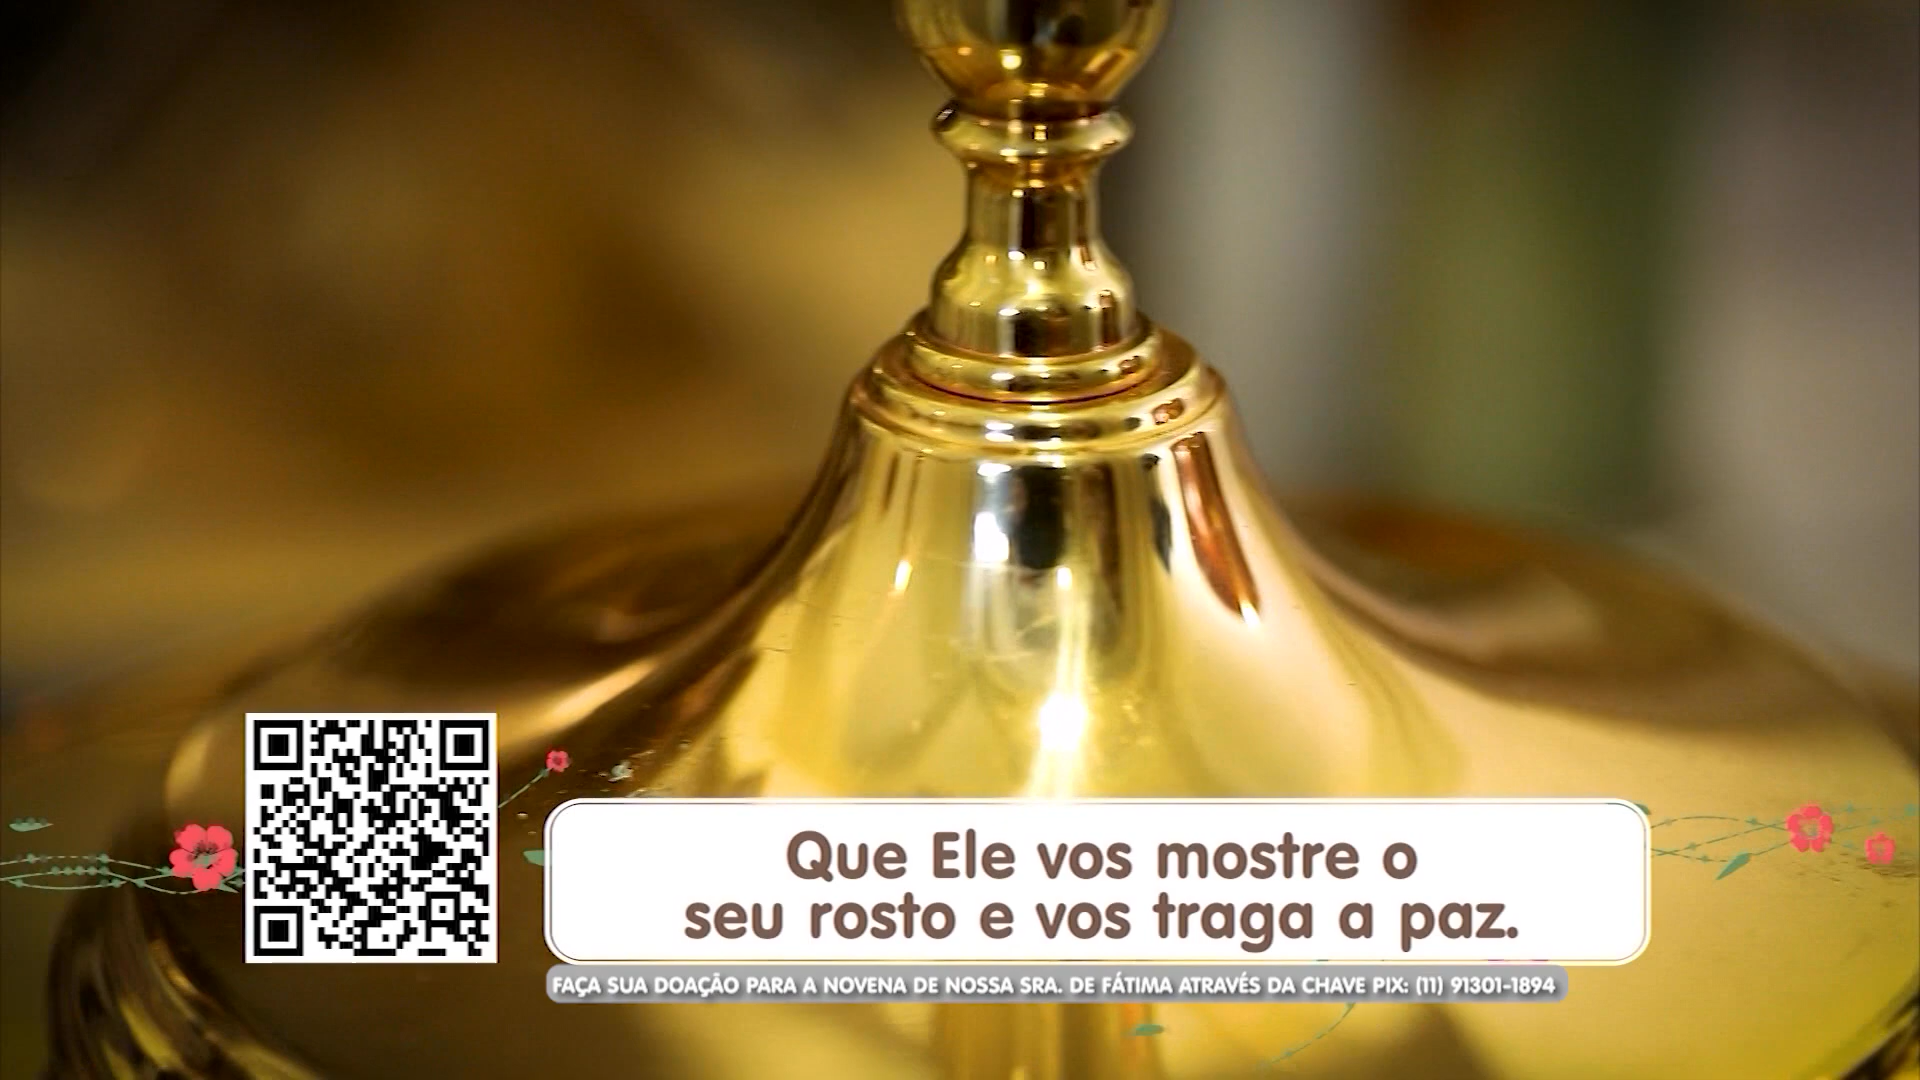 Que Ele vos mostre o
seu rosto e vos traga a paz.
FAÇA SUA DOAÇÃO PARA A NOVENA DE NOSSA SRA. DE FÁTIMA ATRAVÉS DA CHAVE PIX: (11) 91301-1894